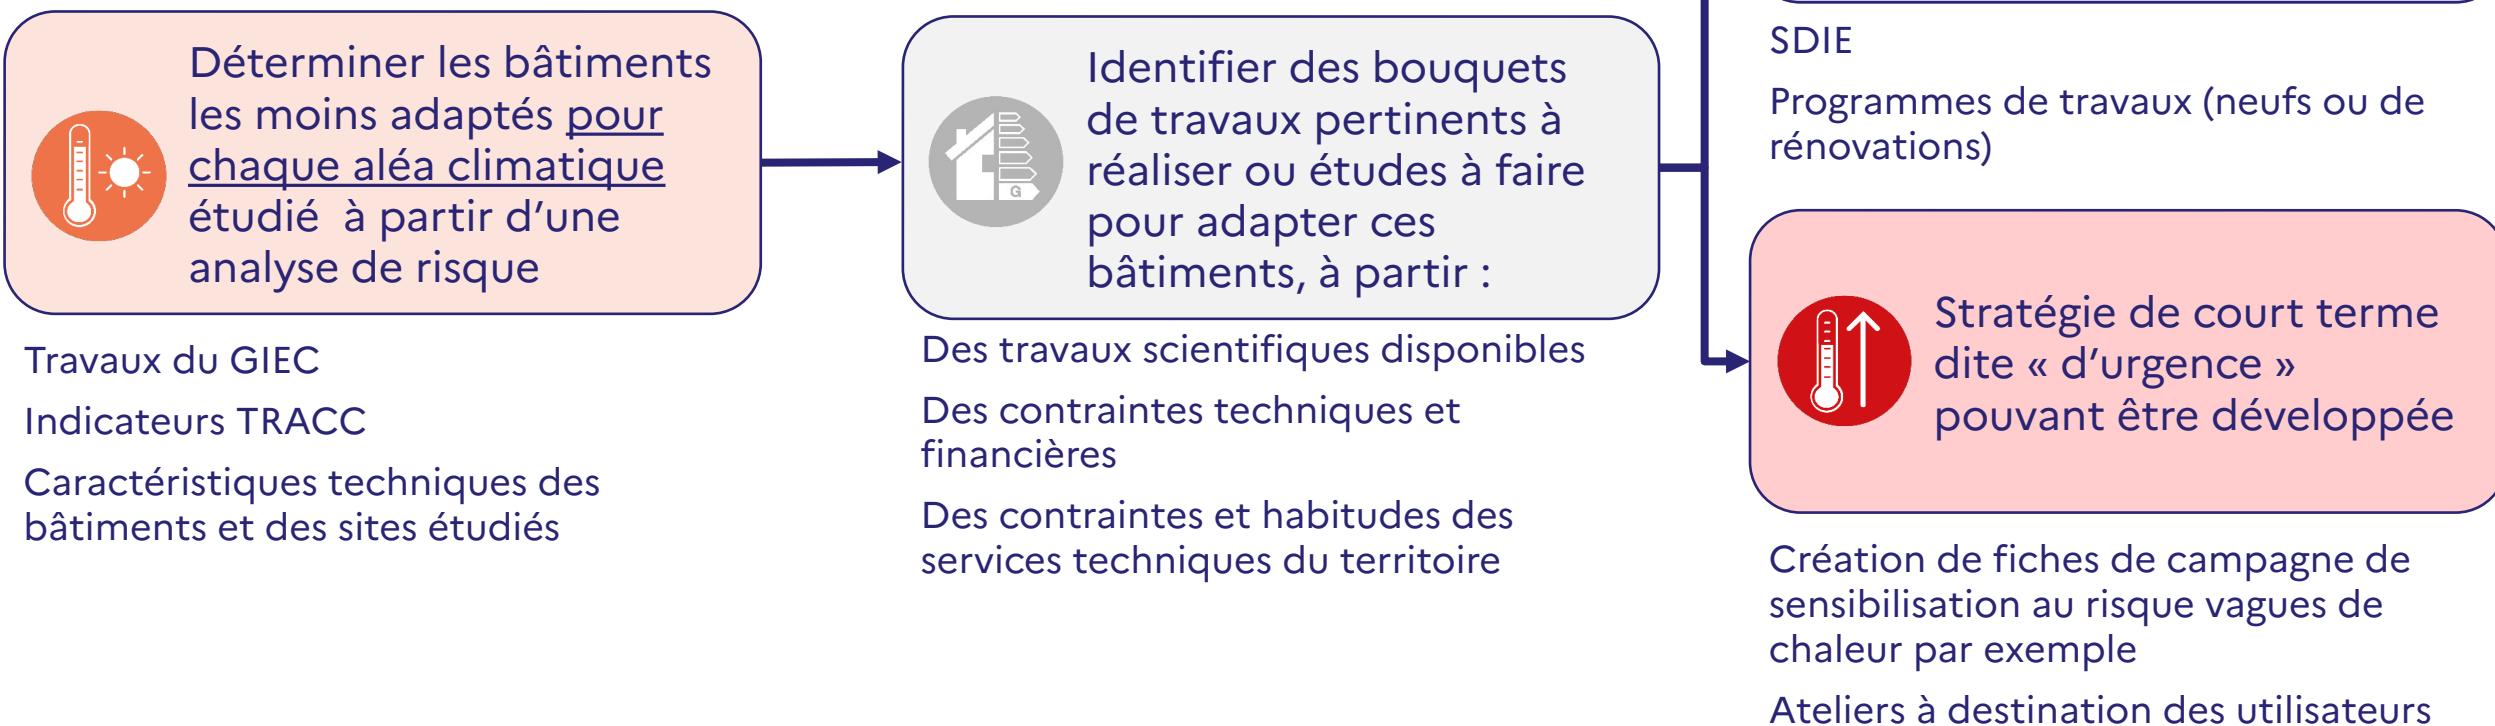 Déterminer les bâtiments
les moins adaptés pour
chaque aléa climatique
étudié à partir d’une
analyse de risque
Travaux du GIEC
Indicateurs TRACC
Caractéristiques techniques des
bâtiments et des sites étudiés
Identifier des bouquets
de travaux pertinents à
réaliser ou études à faire
pour adapter ces
bâtiments, à partir :
G
Des travaux scientifiques disponibles
Des contraintes techniques et
financières
Des contraintes et habitudes des
services techniques du territoire
SDIE
Programmes de travaux (neufs ou de
rénovations)
Stratégie de court terme
dite « d’urgence »
pouvant être développée
Création de fiches de campagne de
sensibilisation au risque vagues de
chaleur par exemple
Ateliers à destination des utilisateurs